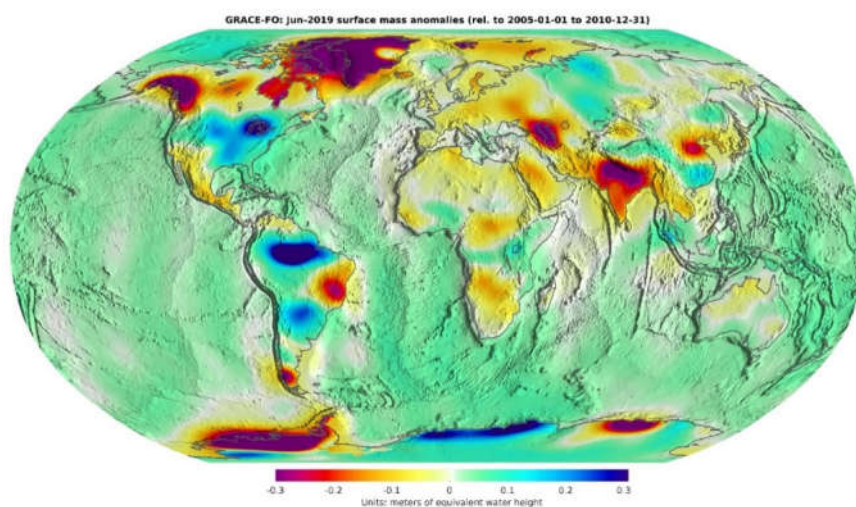 GRACE-FO: Jun-2019 surface mass anomalies (rel. to 2005-01-01 to 2010-12-31)
-0.3 -0.2 -0.1 0 0.1 0.2 0.3
Units: meters of equivalent water height